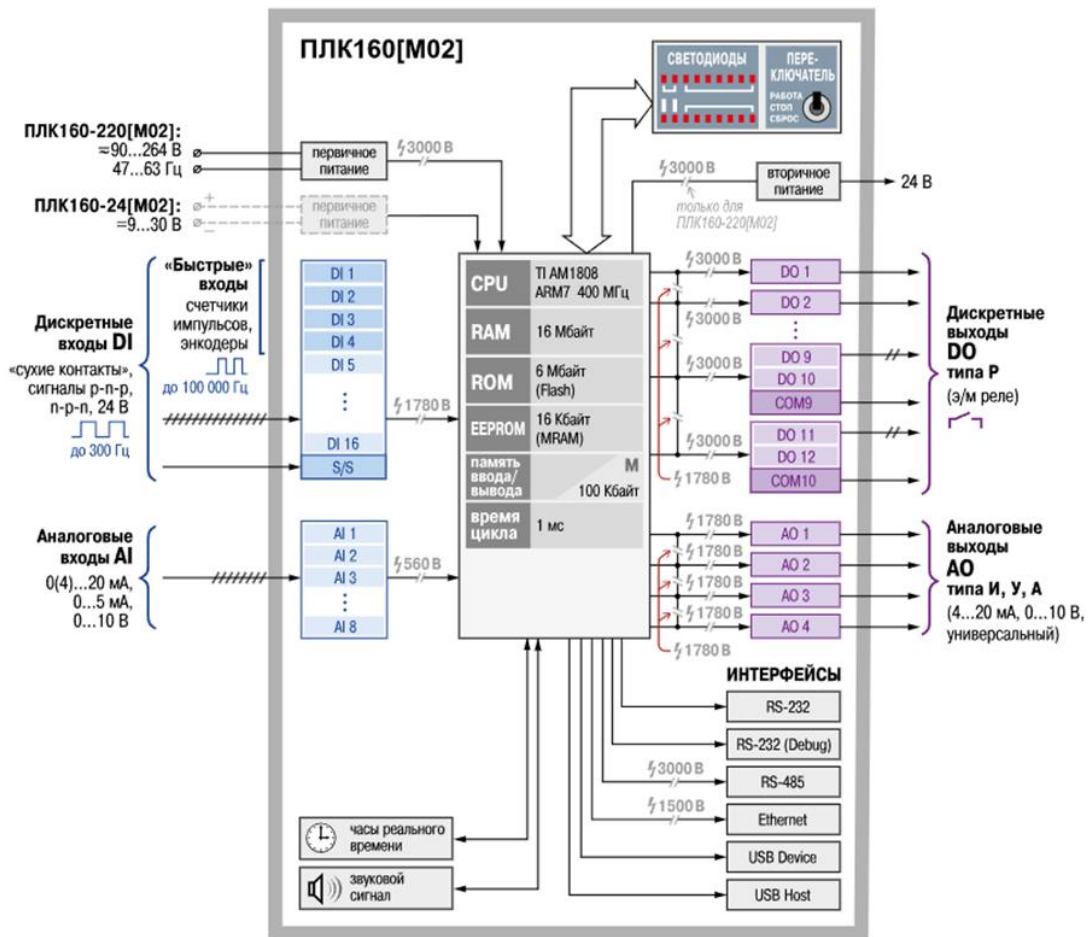 ПЛК160[М02]
СВЕТОДИОДЫ
ПЕРЕ-
КЛЮЧАТЕЛЬ
РАБОТА
СТОП
СБРОС
ПЛК160-220[М02]:
≂90...264 В
47...63 Гц
первичное
питание
3000 В
ПЛК160-24[М02]:
=9...30 В
+
–
первичное
питание
3000 В
только для
ПЛК160-220[М02]
вторичное
питание
24 В
Дискретные
входы DI
«сухие контакты»,
сигналы p-n-p,
n-p-n, 24 В
до 300 Гц
«Быстрые»
входы
счетчики
импульсов,
энкодеры
до 100 000 Гц
DI 1
DI 2
DI 3
DI 4
DI 5
DI 16
S/S
1780 В
Аналоговые
входы AI
0(4)...20 мА,
0...5 мА,
0...10 В
AI 1
AI 2
AI 3
AI 8
560 В
CPU
TI AM1808
ARM7 400 МГц
RAM
16 Мбайт
ROM
6 Мбайт
(Flash)
EEPROM
16 Кбайт
(MRAM)
память
ввода/
вывода
М
100 Кбайт
время
цикла
1 мс
3000 В
3000 В
3000 В
3000 В
1780 В
DO 1
DO 2
DO 9
DO 10
COM9
DO 11
DO 12
COM10
Дискретные
выходы
DO
типа Р
(э/м реле)
1780 В
1780 В
1780 В
1780 В
1780 В
AO 1
AO 2
AO 3
AO 4
Аналоговые
выходы
АО
типа И, У, А
(4...20 мА, 0...10 В,
универсальный)
ИНТЕРФЕЙСЫ
RS-232
RS-232 (Debug)
3000 В
RS-485
1500 В
Ethernet
USB Device
USB Host
часы реального
времени
звуковой
сигнал